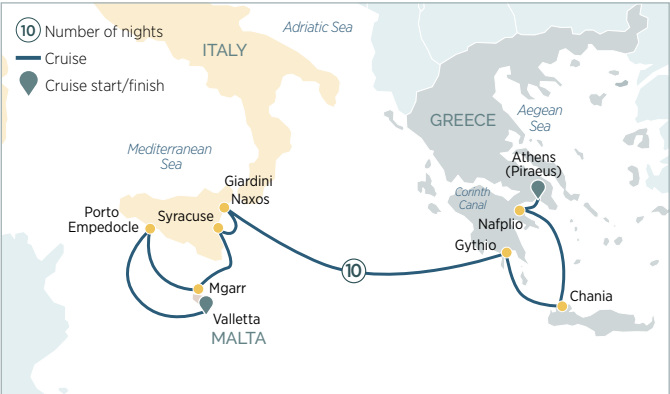 10 Number of nights
Cruise
Cruise start/finish
Adriatic Sea
ITALY
GREECE
Aegean
Sea
Mediterranean
Sea
Athens
(Piraeus)
Giardini
Naxos
Corinth
Canal
Porto
Empedocle
Syracuse
Nafplio
Gythio
10
Mgarr
Chania
Valletta
MALTA